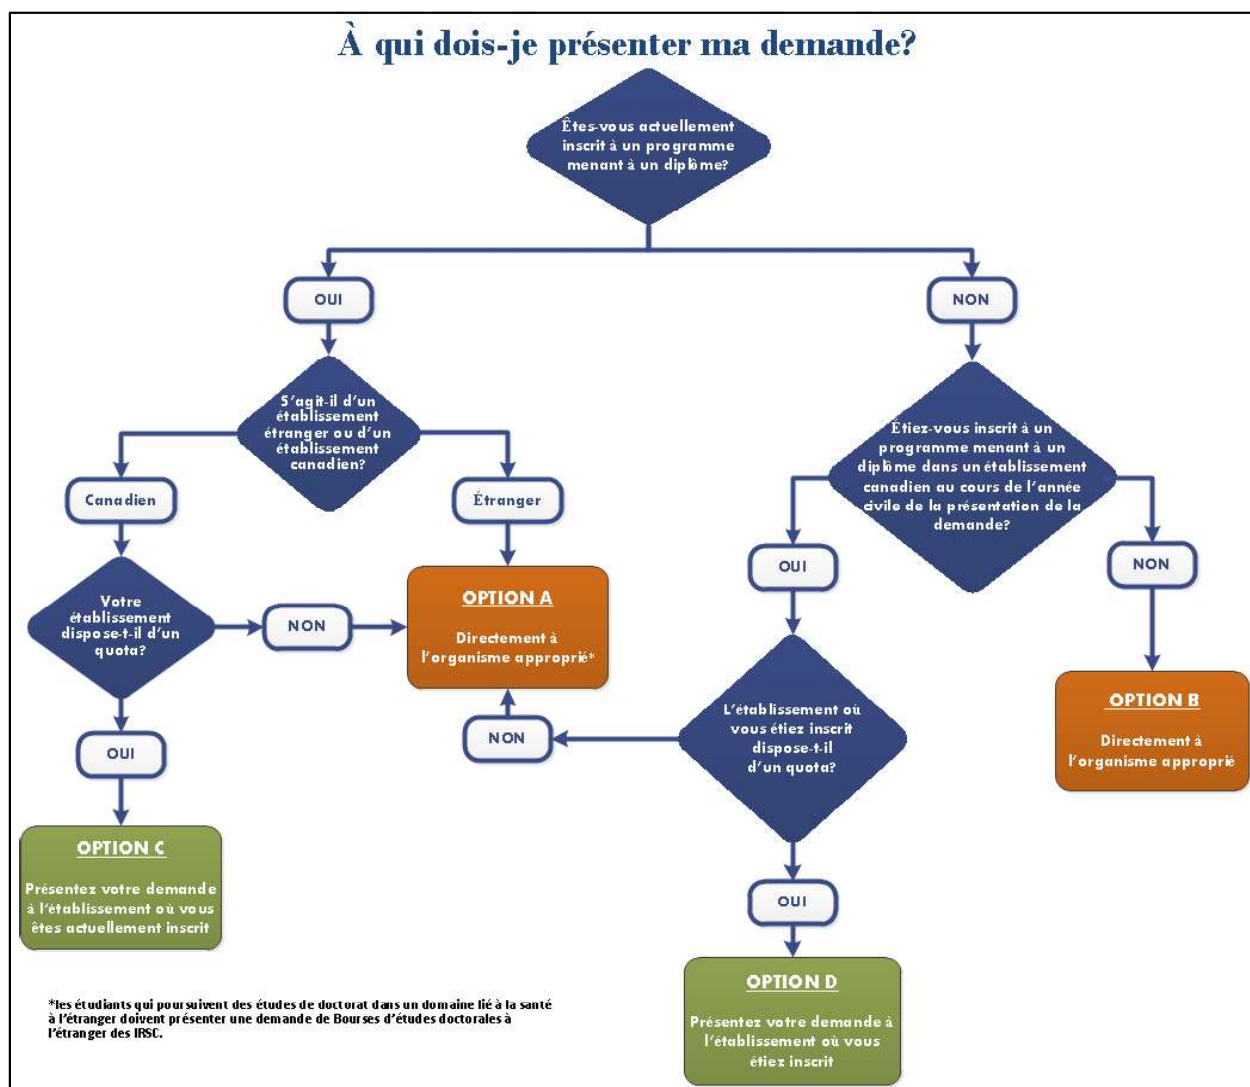 À qui dois-je présenter ma demande?
Êtes-vous actuellement
inscrit à un programme
menant à un diplôme?
OUI
NON
S'agit-il d'un
établissement
étranger ou d'un
établissement
canadien?
Étiez-vous inscrit à un
programme menant à un
diplôme dans un établissement
canadien au cours de l'année
civile de la présentation de la
demande?
Canadien
Étranger
OUI
NON
Votre
établissement
dispose-t-il d'un
quota?
NON
OPTION A
Directement à
l'organisme approprié*
L'établissement où
vous étiez inscrit
dispose-t-il
d'un quota?
NON
OPTION B
Directement à
l'organisme approprié
OUI
OPTION C
Présentez votre demande
à l'établissement où vous
êtes actuellement inscrit
OUI
OPTION D
Présentez votre demande à
l'établissement où vous
étiez inscrit
*les étudiants qui poursuivent des études de doctorat dans un domaine lié à la santé
à l'étranger doivent présenter une demande de Bourses d'études doctorales à
l'étranger des IRSC.